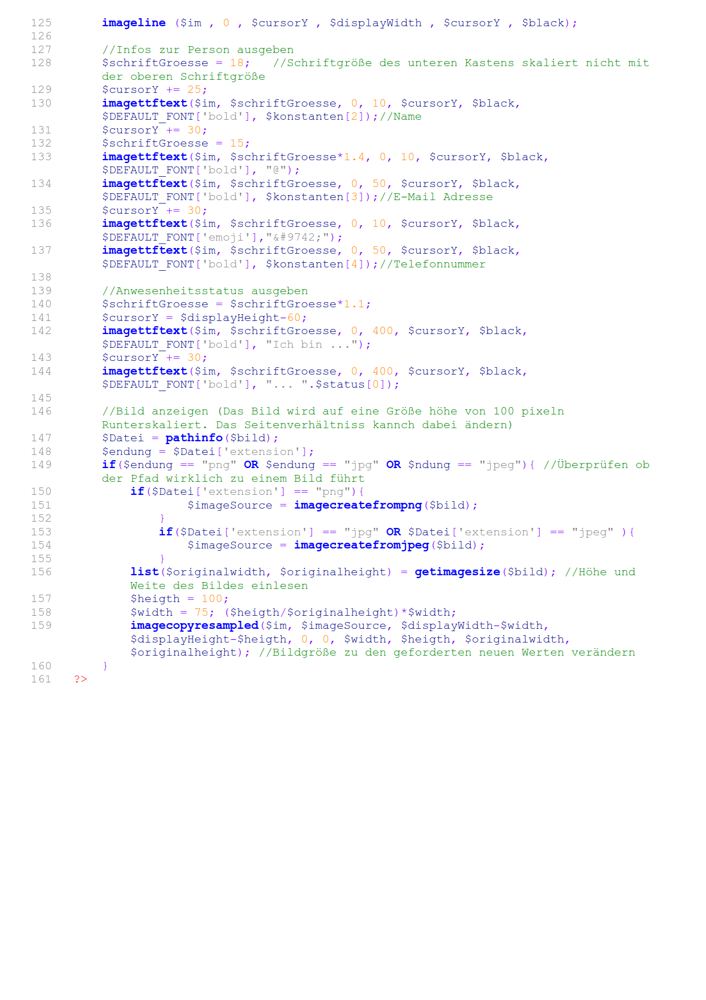 125 imageline ($im , 0 , $cursorY , $displayWidth , $cursorY , $black);
126
127 //Infos zur Person ausgeben
128 $schriftGroesse = 18; //Schriftgröße des unteren Kastens skaliert nicht mit
der oberen Schriftgröße
129 $cursorY += 25;
130 imagettftext($im, $schriftGroesse, 0, 10, $cursorY, $black,
$DEFAULT_FONT['bold'], $konstanten[2]);//Name
131 $cursorY += 30;
132 $schriftGroesse = 15;
133 imagettftext($im, $schriftGroesse*1.4, 0, 10, $cursorY, $black,
$DEFAULT_FONT['bold'], "@");
134 imagettftext($im, $schriftGroesse, 0, 50, $cursorY, $black,
$DEFAULT_FONT['bold'], $konstanten[3]);//E-Mail Adresse
135 $cursorY += 30;
136 imagettftext($im, $schriftGroesse, 0, 10, $cursorY, $black,
$DEFAULT_FONT['emoji'],"&#9742;");
137 imagettftext($im, $schriftGroesse, 0, 50, $cursorY, $black,
$DEFAULT_FONT['bold'], $konstanten[4]);//Telefonnummer
138
139 //Anwesenheitsstatus ausgeben
140 $schriftGroesse = $schriftGroesse*1.1;
141 $cursorY = $displayHeight-60;
142 imagettftext($im, $schriftGroesse, 0, 400, $cursorY, $black,
$DEFAULT_FONT['bold'], "Ich bin ...");
143 $cursorY += 30;
144 imagettftext($im, $schriftGroesse, 0, 400, $cursorY, $black,
$DEFAULT_FONT['bold'], "... ".$status[0]);
145
146 //Bild anzeigen (Das Bild wird auf eine Größe höhe von 100 pixeln
Runterskaliert. Das Seitenverhältniss kannch dabei ändern)
147 $Datei = pathinfo($bild);
148 $endung = $Datei['extension'];
149 if($endung == "png" OR $endung == "jpg" OR $ndung == "jpeg"){ //Überprüfen ob
der Pfad wirklich zu einem Bild führt
150 if($Datei['extension'] == "png"){
151 $imageSource = imagecreatefrompng($bild);
152 }
153 if($Datei['extension'] == "jpg" OR $Datei['extension'] == "jpeg" ){
154 $imageSource = imagecreatefromjpeg($bild);
155 }
156 list($originalwidth, $originalheight) = getimagesize($bild); //Höhe und
Weite des Bildes einlesen
157 $heigth = 100;
158 $width = 75; ($heigth/$originalheight)*$width;
159 imagecopyresampled($im, $imageSource, $displayWidth-$width,
$displayHeight-$heigth, 0, 0, $width, $heigth, $originalwidth,
$originalheight); //Bildgröße zu den geforderten neuen Werten verändern
160 }
161 ?>